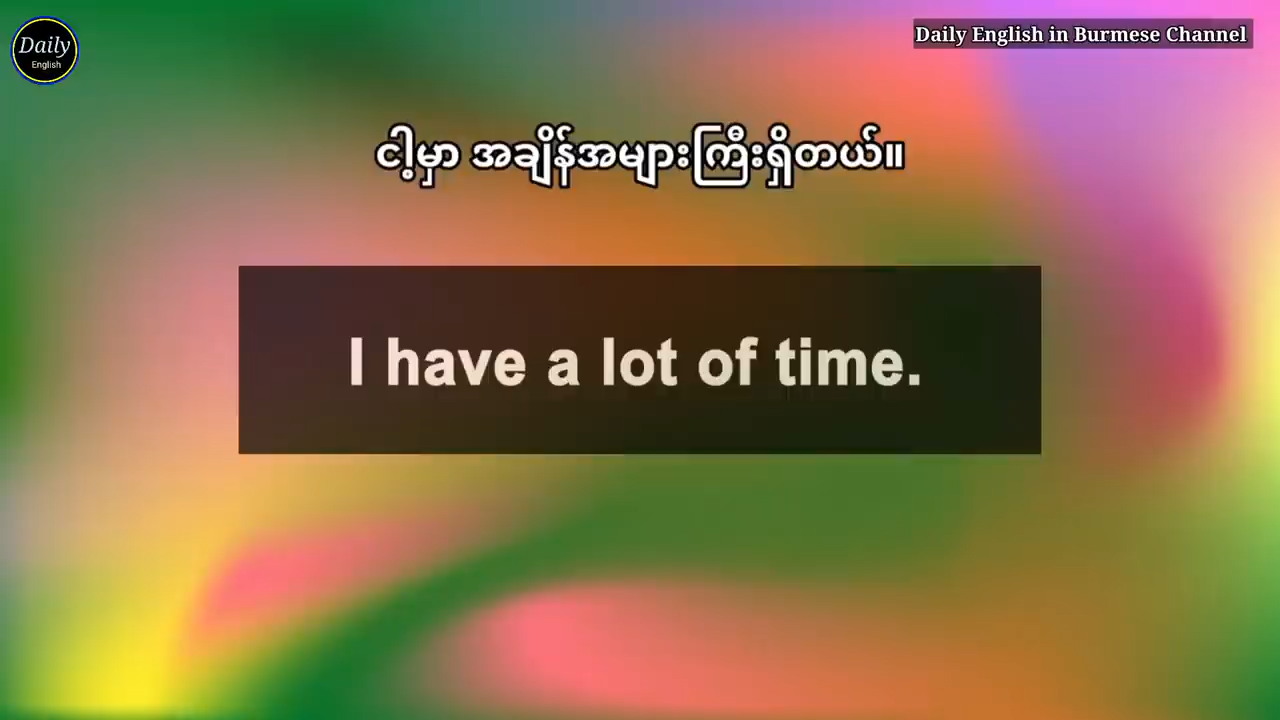 Daily
English
Daily English in Burmese Channel
ငါ့မှာ အချိန်အများကြီးရှိတယ်။
I have a lot of time.